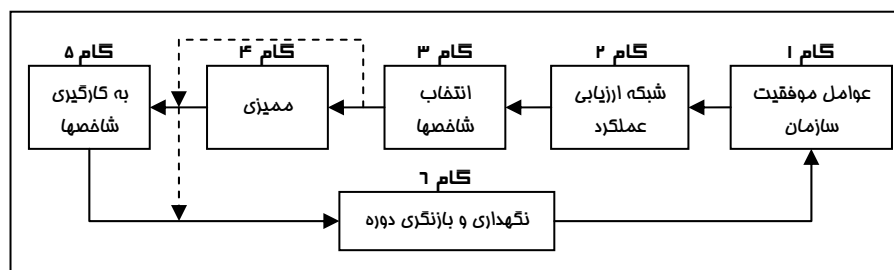 گام ۱
عوامل موفقیت
سازمان
گام ۲
شبکه ارزیابی
عملکرد
گام ۳
انتخاب
شاخصها
گام ۴
ممیزی
گام ۵
به کارگیری
شاخصها
گام ۶
نگهداری و بازنگری دوره